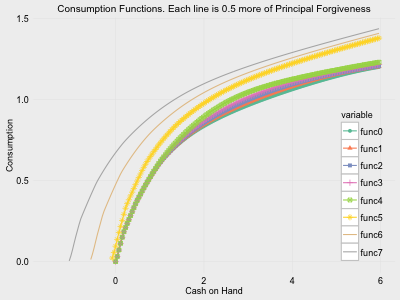 Consumption Functions. Each line is 0.5 more of Principal Forgiveness
1.5
1.0
0.5
0.0
Consumption
0
2
4
6
Cash on Hand
variable
func0
func1
func2
func3
func4
func5
func6
func7